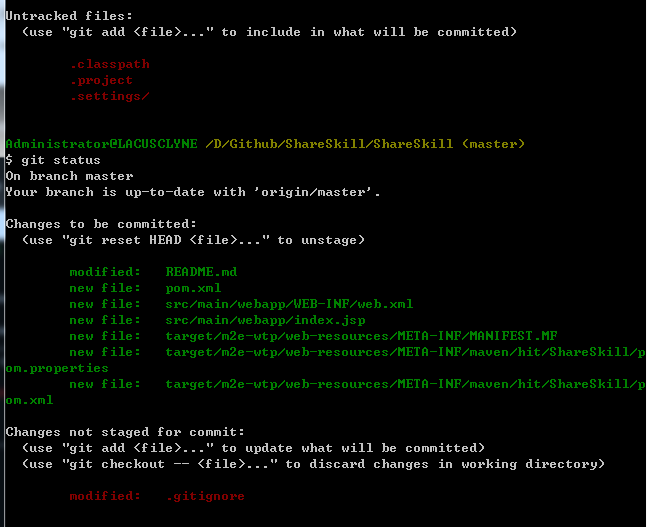 Untracked files:
  (use "git add <file>..." to include in what will be committed)
        .classpath
        .project
        .settings/
Administrator@LACUSCLYNE /D/Github/ShareSkill/ShareSkill (master)
$ git status
On branch master
Your branch is up-to-date with 'origin/master'.
Changes to be committed:
  (use "git reset HEAD <file>..." to unstage)
        modified:   README.md
        new file:   pom.xml
        new file:   src/main/webapp/WEB-INF/web.xml
        new file:   src/main/webapp/index.jsp
        new file:   target/m2e-wtp/web-resources/META-INF/MANIFEST.MF
        new file:   target/m2e-wtp/web-resources/META-INF/maven/hit/ShareSkill/p
om.properties
        new file:   target/m2e-wtp/web-resources/META-INF/maven/hit/ShareSkill/p
om.xml
Changes not staged for commit:
  (use "git add <file>..." to update what will be committed)
  (use "git checkout -- <file>..." to discard changes in working directory)
        modified:   .gitignore